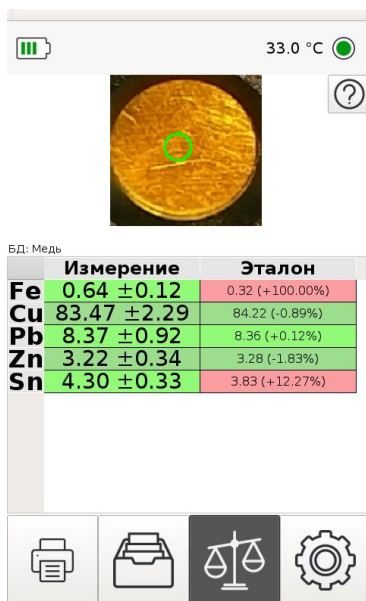 33.0 °C
?
БД: Медь
Измерение Эталон
Fe 0.64 ±0.12 0.32 (+100.00%)
Cu 83.47 ±2.29 84.22 (-0.89%)
Pb 8.37 ±0.92 8.36 (+0.12%)
Zn 3.22 ±0.34 3.28 (-1.83%)
Sn 4.30 ±0.33 3.83 (+12.27%)